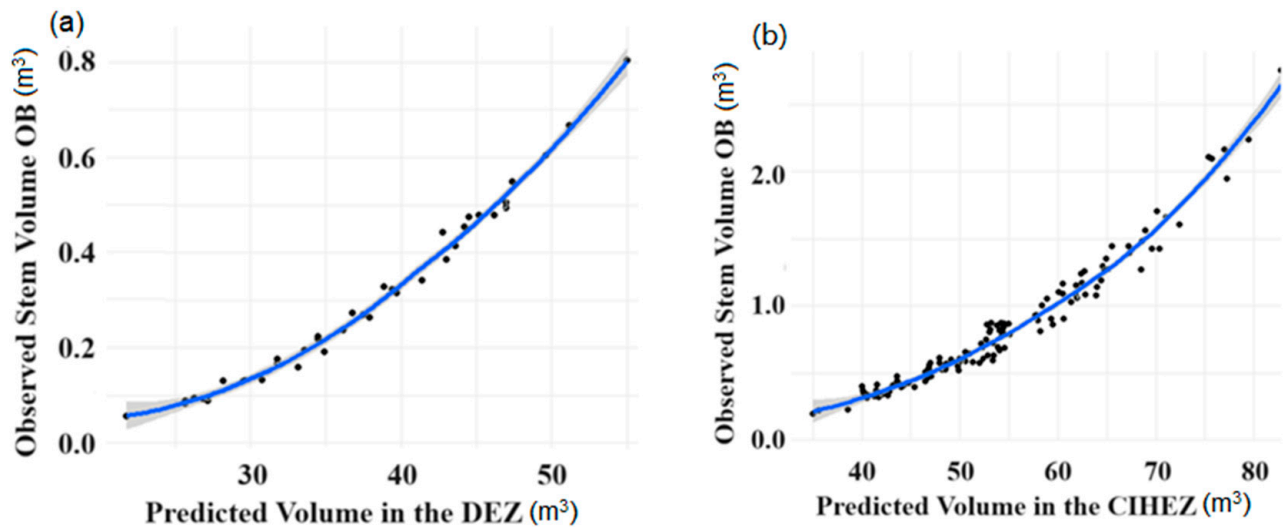 (a)
Observed Stem Volume OB (m³)
0.8
0.6
0.4
0.2
0.0
30 40 50
Predicted Volume in the DEZ (m³)
(b)
Observed Stem Volume OB (m³)
2.0
1.0
0.0
40 50 60 70 80
Predicted Volume in the CIHEZ (m³)